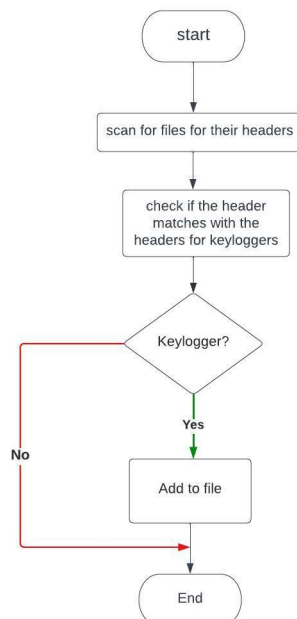 start
scan for files for their headers
check if the header
matches with the
headers for keyloggers
Keylogger?
Yes
No
Add to file
End